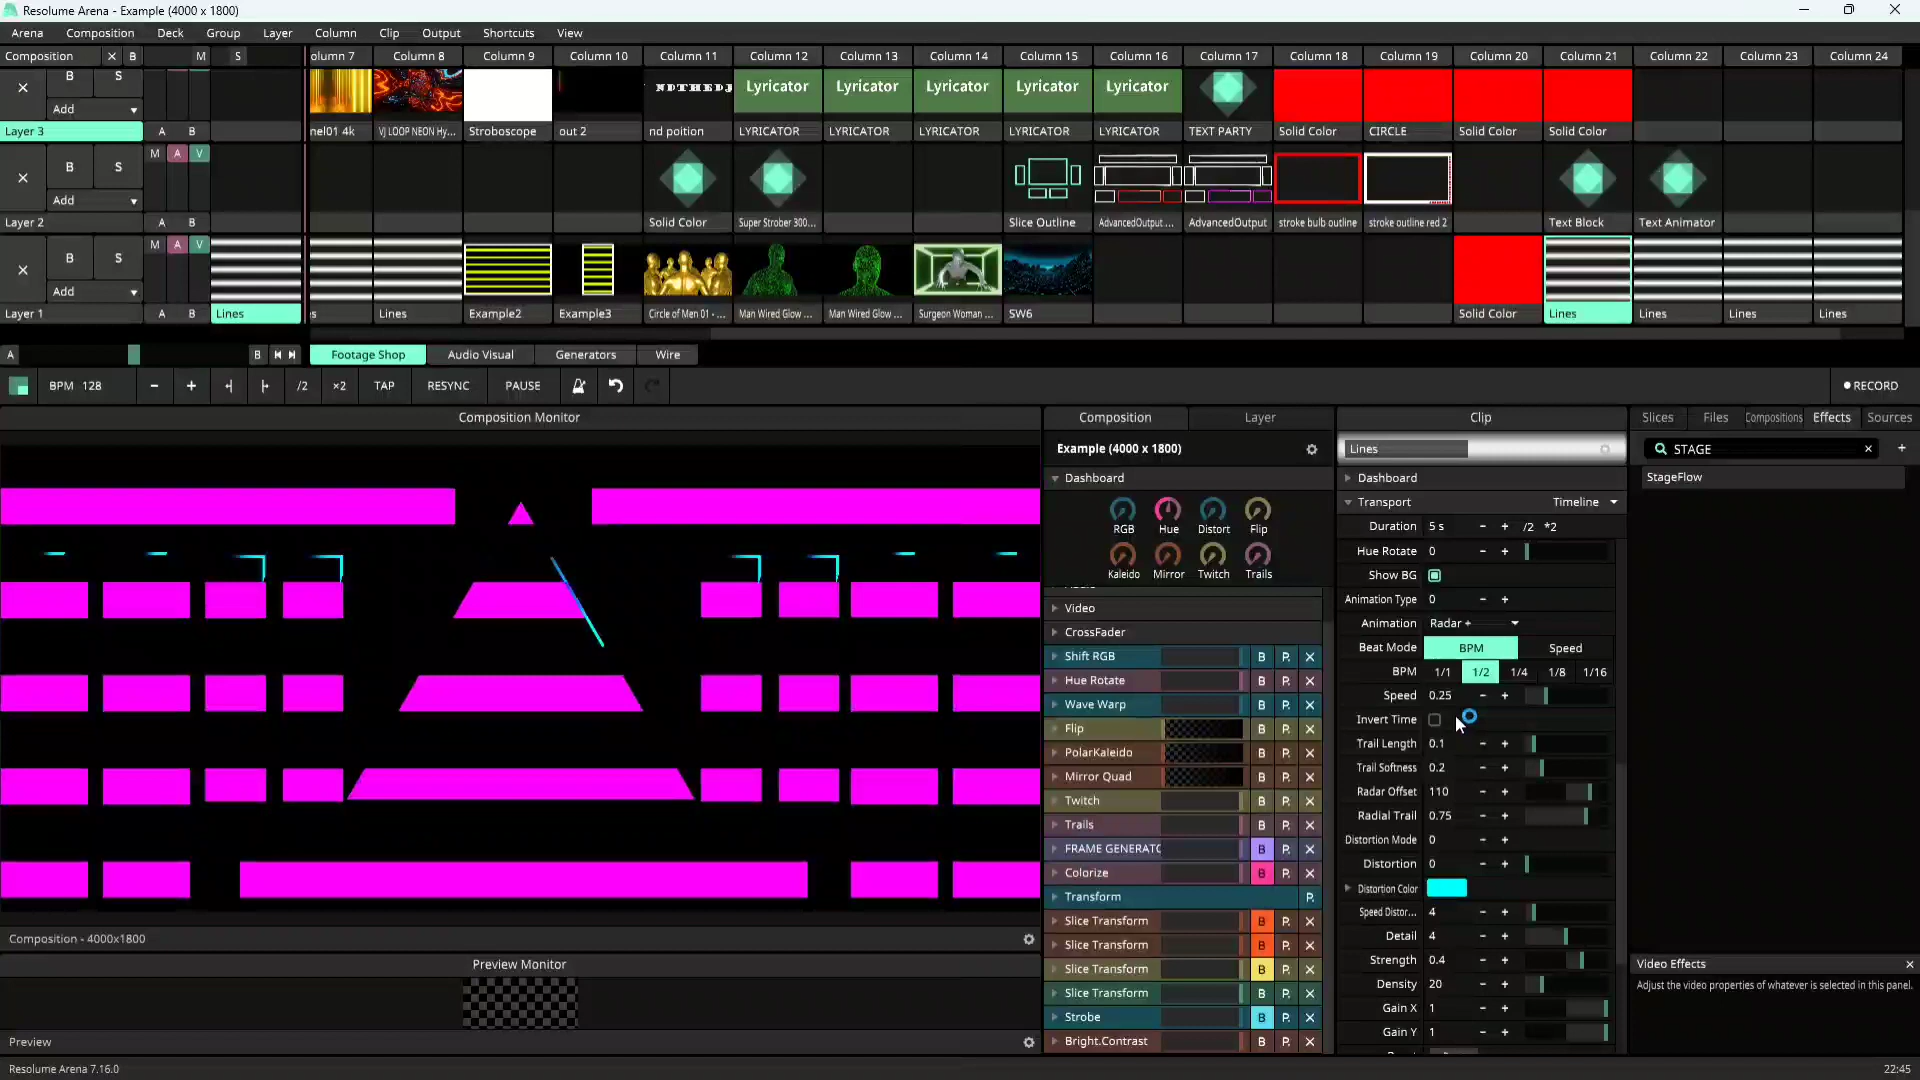 Resolume Arena - Example (4000 x 1800)
Arena Composition Deck Group Layer Column Clip Output Shortcuts View
Composition × B M S olumn 7 Column 8 Column 9 Column 10 Column 11 Column 12 Column 13 Column 14 Column 15 Column 16 Column 17 Column 18 Column 19 Column 20 Column 21 Column 22 Column 23 Column 24
B S
NDTHEDJ Lyricator Lyricator Lyricator Lyricator Lyricator
Add
Layer 3 A B nel01 4k VJ LOOP NEON Hy... Stroboscope out 2 nd poition LYRICATOR LYRICATOR LYRICATOR LYRICATOR LYRICATOR TEXT PARTY Solid Color CIRCLE Solid Color Solid Color
M A V
B S
Add
Layer 2 A B Solid Color Super Strober 300... Slice Outline AdvancedOutput ... AdvancedOutput stroke bulb outline stroke outline red 2 Text Block Text Animator
M A V
B S
Add
Layer 1 A B Lines s Lines Example2 Example3 Circle of Men 01 - ... Man Wired Glow ... Man Wired Glow ... Surgeon Woman ... SW6 Solid Color Lines Lines Lines Lines
A B Footage Shop Audio Visual Generators Wire
BPM 128 - + /2 ×2 TAP RESYNC PAUSE RECORD
Composition Monitor
Composition - 4000x1800
Preview Monitor
Preview
Composition Layer
Example (4000 x 1800)
Dashboard
RGB Hue Distort Flip
Kaleido Mirror Twitch Trails
Video
CrossFader
Shift RGB B P. X
Hue Rotate B P. X
Wave Warp B P. X
Flip B P. X
PolarKaleido B P. X
Mirror Quad B P. X
Twitch B P. X
Trails B P. X
FRAME GENERATO B P. X
Colorize B P. X
Transform P.
Slice Transform B P. X
Slice Transform B P. X
Slice Transform B P. X
Slice Transform B P. X
Strobe B P. X
Bright.Contrast B P. X
Clip
Lines
Dashboard
Transport Timeline
Duration 5 s - + /2 *2
Hue Rotate 0 - +
Show BG
Animation Type 0 - +
Animation Radar +
Beat Mode BPM Speed
BPM 1/1 1/2 1/4 1/8 1/16
Speed 0.25 - +
Invert Time
Trail Length 0.1 - +
Trail Softness 0.2 - +
Radar Offset 110 - +
Radial Trail 0.75 - +
Distortion Mode 0 - +
Distortion 0 - +
Distortion Color
Speed Distor... 4 - +
Detail 4 - +
Strength 0.4 - +
Density 20 - +
Gain X 1 - +
Gain Y 1 - +
Slices Files Compositions Effects Sources
STAGE × +
StageFlow
Video Effects ×
Adjust the video properties of whatever is selected in this panel.
Resolume Arena 7.16.0
22:45